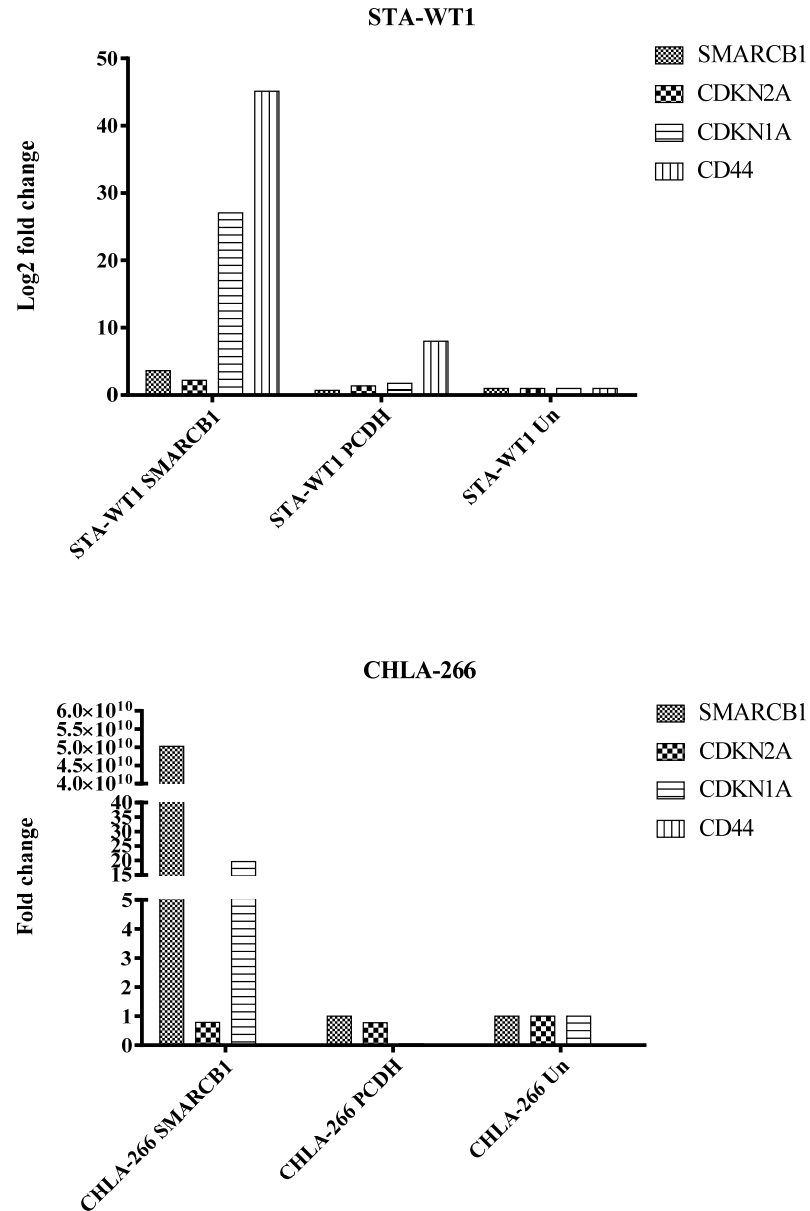 STA-WT1
50
40
30
20
10
0
Log2 fold change
SMARCB1
CDKN2A
CDKN1A
CD44
STA-WT1 SMARCB1
STA-WT1 PCDH
STA-WT1 Un
CHLA-266
6.0×10¹⁰
5.5×10¹⁰
5.0×10¹⁰
4.5×10¹⁰
4.0×10¹⁰
40
35
30
25
20
15
5
4
3
2
1
0
Fold change
SMARCB1
CDKN2A
CDKN1A
CD44
CHLA-266 SMARCB1
CHLA-266 PCDH
CHLA-266 Un